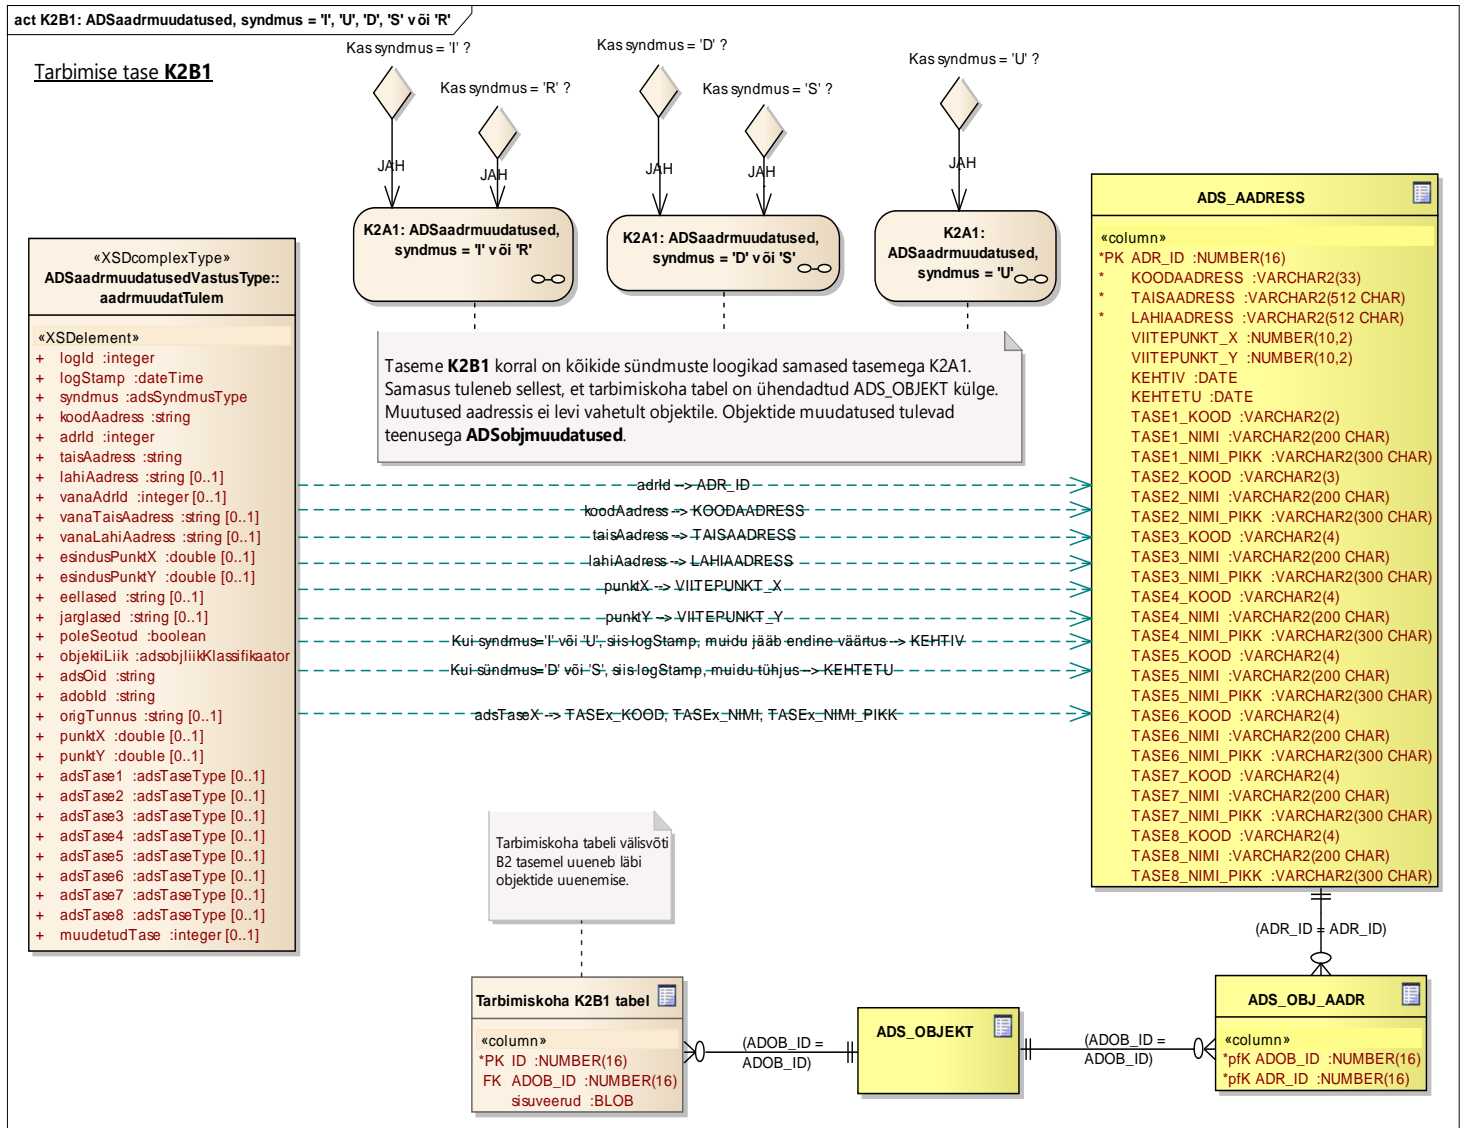 act K2B1: ADSaadrmuudatused, syndmus = 'I', 'U', 'D', 'S' või 'R'
Tarbimise tase K2B1
Kas syndmus = 'I' ?
Kas syndmus = 'R' ?
Kas syndmus = 'D' ?
Kas syndmus = 'S' ?
Kas syndmus = 'U' ?
JAH
JAH
JAH
JAH
JAH
K2A1: ADSaadrmuudatused,
syndmus = 'I' või 'R'
K2A1: ADSaadrmuudatused,
syndmus = 'D' või 'S'
K2A1:
ADSaadrmuudatused,
syndmus = 'U'
Taseme K2B1 korral on kõikide sündmuste loogikad samased tasemega K2A1.
Samasus tuleneb sellest, et tarbimiskoha tabel on ühendadtud ADS_OBJEKT külge.
Muutused aadressis ei levi vahetult objektile. Objektide muudatused tulevad
teenusega ADSobjmuudatused.
«XSDcomplexType»
ADSaadrmuudatusedVastusType::
aadrmuudatTulem
«XSDelement»
+ logId :integer
+ logStamp :dateTime
+ syndmus :adsSyndmusType
+ koodAadress :string
+ adrId :integer
+ taisAadress :string
+ lahiAadress :string [0..1]
+ vanaAdrId :integer [0..1]
+ vanaTaisAadress :string [0..1]
+ vanaLahiAadress :string [0..1]
+ esindusPunktX :double [0..1]
+ esindusPunktY :double [0..1]
+ eellased :string [0..1]
+ jarglased :string [0..1]
+ poleSeotud :boolean
+ objektiLiik :adsobjliikKlassifikaator
+ adsOid :string
+ adobId :string
+ origTunnus :string [0..1]
+ punktX :double [0..1]
+ punktY :double [0..1]
+ adsTase1 :adsTaseType [0..1]
+ adsTase2 :adsTaseType [0..1]
+ adsTase3 :adsTaseType [0..1]
+ adsTase4 :adsTaseType [0..1]
+ adsTase5 :adsTaseType [0..1]
+ adsTase6 :adsTaseType [0..1]
+ adsTase7 :adsTaseType [0..1]
+ adsTase8 :adsTaseType [0..1]
+ muudetudTase :integer [0..1]
adrId --> ADR_ID
koodAadress --> KOODAADRESS
taisAadress --> TAISAADRESS
lahiAadress --> LAHIAADRESS
punktX --> VIITEPUNKT_X
punktY --> VIITEPUNKT_Y
Kui syndmus='I' või 'U', siis logStamp, muidu jääb endine väärtus --> KEHTIV
Kui sündmus='D' või 'S', siis logStamp, muidu tühjus --> KEHTETU
adsTaseX --> TASEx_KOOD, TASEx_NIMI, TASEx_NIMI_PIKK
ADS_AADRESS
«column»
*PK ADR_ID :NUMBER(16)
* KOODAADRESS :VARCHAR2(33)
* TAISAADRESS :VARCHAR2(512 CHAR)
* LAHIAADRESS :VARCHAR2(512 CHAR)
VIITEPUNKT_X :NUMBER(10,2)
VIITEPUNKT_Y :NUMBER(10,2)
KEHTIV :DATE
KEHTETU :DATE
TASE1_KOOD :VARCHAR2(2)
TASE1_NIMI :VARCHAR2(200 CHAR)
TASE1_NIMI_PIKK :VARCHAR2(300 CHAR)
TASE2_KOOD :VARCHAR2(3)
TASE2_NIMI :VARCHAR2(200 CHAR)
TASE2_NIMI_PIKK :VARCHAR2(300 CHAR)
TASE3_KOOD :VARCHAR2(4)
TASE3_NIMI :VARCHAR2(200 CHAR)
TASE3_NIMI_PIKK :VARCHAR2(300 CHAR)
TASE4_KOOD :VARCHAR2(4)
TASE4_NIMI :VARCHAR2(200 CHAR)
TASE4_NIMI_PIKK :VARCHAR2(300 CHAR)
TASE5_KOOD :VARCHAR2(4)
TASE5_NIMI :VARCHAR2(200 CHAR)
TASE5_NIMI_PIKK :VARCHAR2(300 CHAR)
TASE6_KOOD :VARCHAR2(4)
TASE6_NIMI :VARCHAR2(200 CHAR)
TASE6_NIMI_PIKK :VARCHAR2(300 CHAR)
TASE7_KOOD :VARCHAR2(4)
TASE7_NIMI :VARCHAR2(200 CHAR)
TASE7_NIMI_PIKK :VARCHAR2(300 CHAR)
TASE8_KOOD :VARCHAR2(4)
TASE8_NIMI :VARCHAR2(200 CHAR)
TASE8_NIMI_PIKK :VARCHAR2(300 CHAR)
Tarbimiskoha tabeli välisvõti
B2 tasemel uueneb läbi
objektide uuenemise.
(ADR_ID = ADR_ID)
Tarbimiskoha K2B1 tabel
«column»
*PK ID :NUMBER(16)
FK ADOB_ID :NUMBER(16)
sisuveerud :BLOB
(ADOB_ID =
ADOB_ID)
ADS_OBJEKT
(ADOB_ID =
ADOB_ID)
ADS_OBJ_AADR
«column»
*pfK ADOB_ID :NUMBER(16)
*pfK ADR_ID :NUMBER(16)